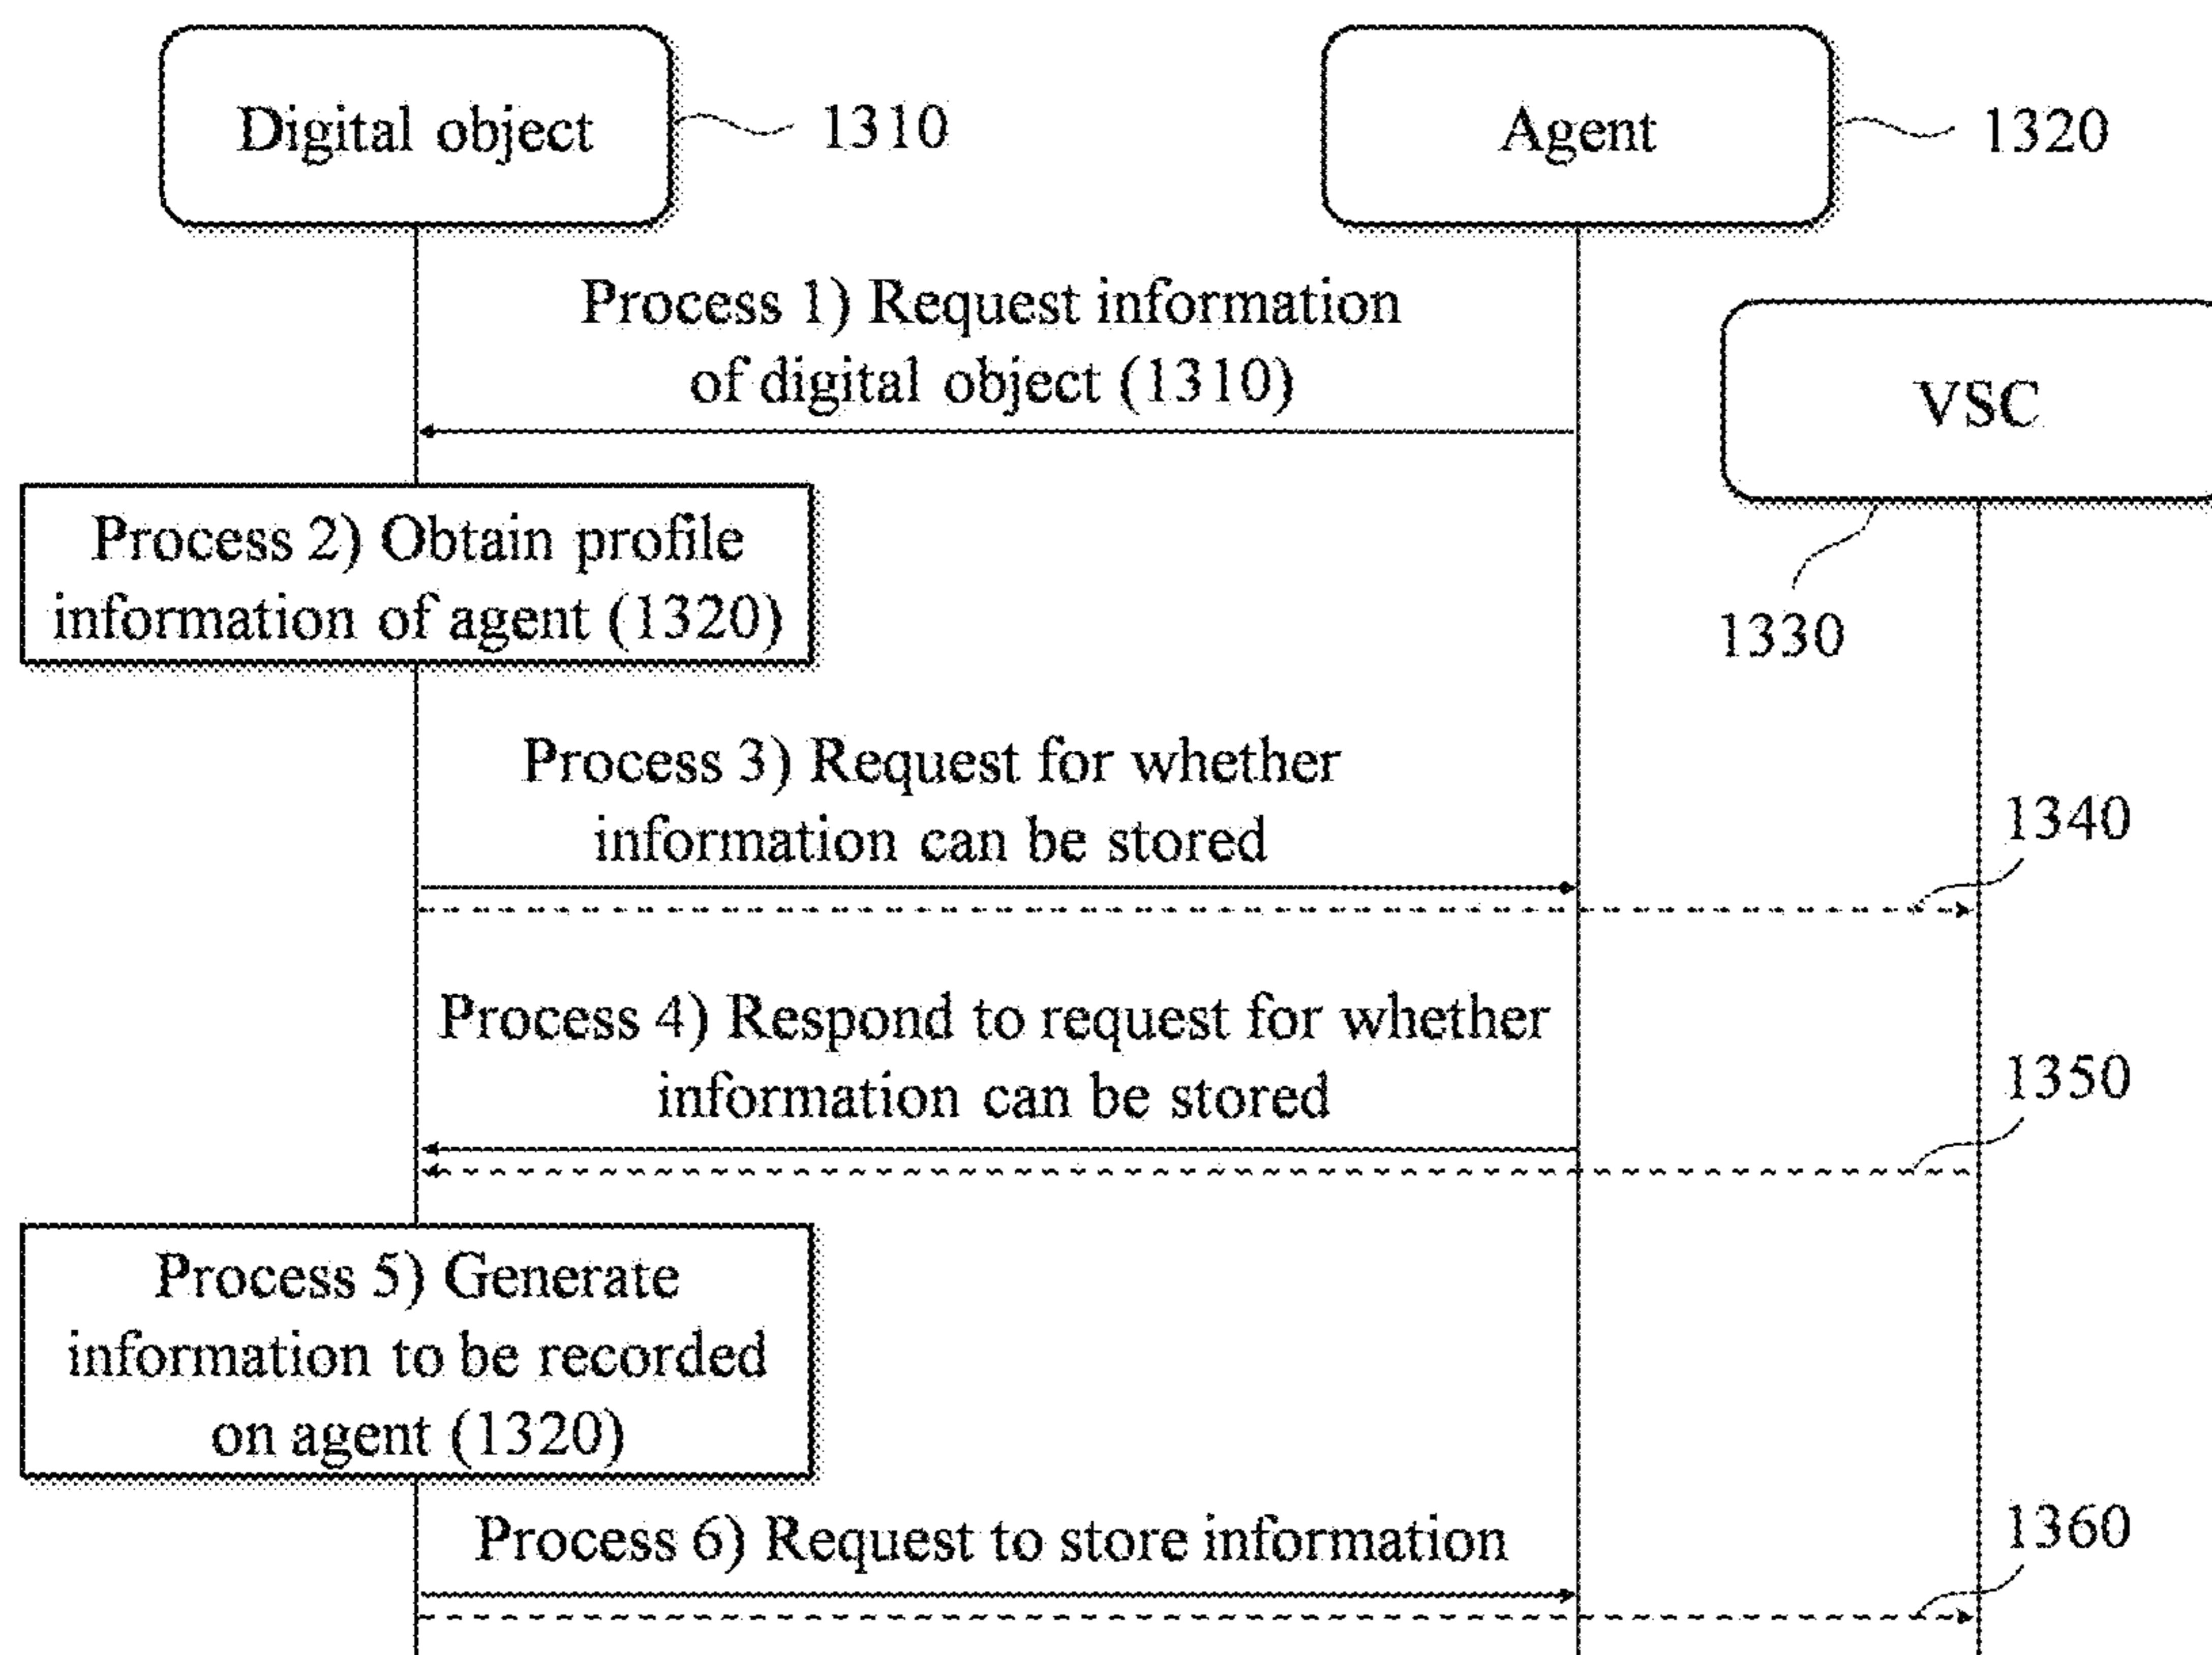 Digital object
1310
Agent
1320
Process 1) Request information
of digital object (1310)
VSC
1330
Process 2) Obtain profile
information of agent (1320)
Process 3) Request for whether
information can be stored
1340
Process 4) Respond to request for whether
information can be stored
1350
Process 5) Generate
information to be recorded
on agent (1320)
Process 6) Request to store information
1360